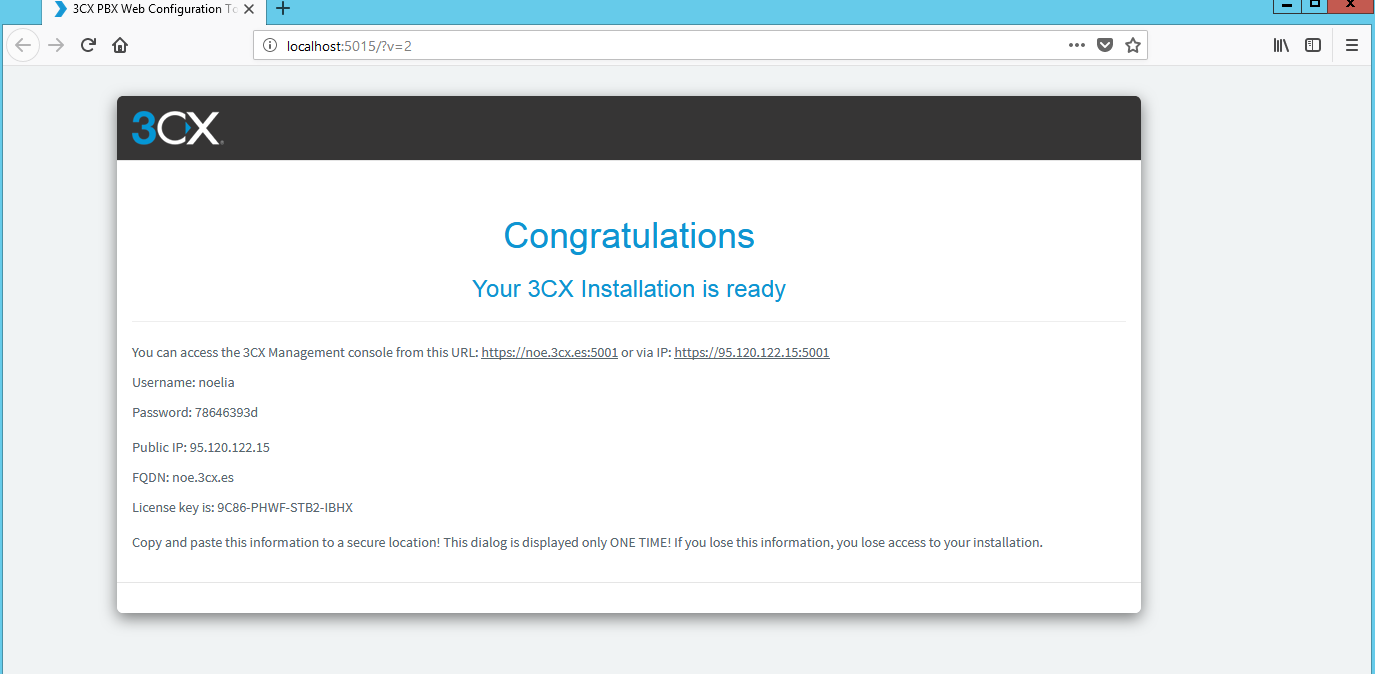 3CX PBX Web Configuration To
localhost:5015/?v=2
3CX
Congratulations
Your 3CX Installation is ready
You can access the 3CX Management console from this URL: https://noe.3cx.es:5001 or via IP: https://95.120.122.15:5001
Username: noelia
Password: 78646393d
Public IP: 95.120.122.15
FQDN: noe.3cx.es
License key is: 9C86-PHWF-STB2-IBHX
Copy and paste this information to a secure location! This dialog is displayed only ONE TIME! If you lose this information, you lose access to your installation.